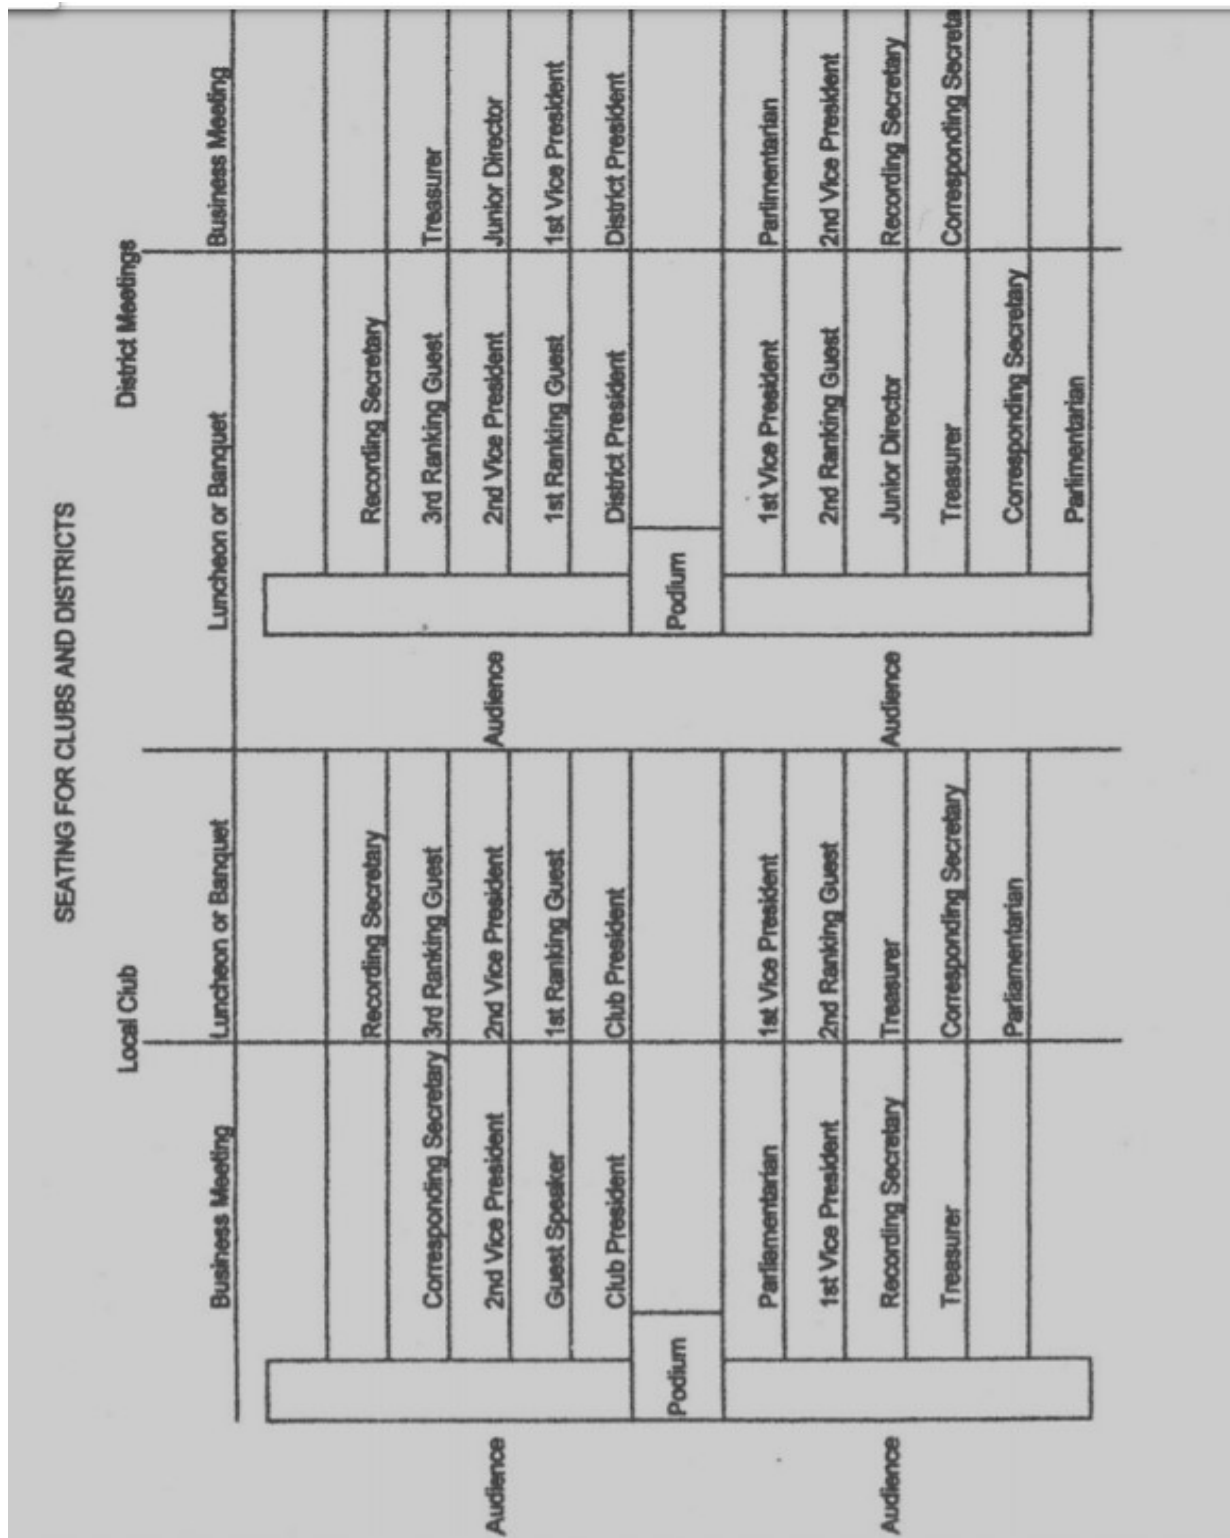 SEATING FOR CLUBS AND DISTRICTS
Local Club
District Meetings
Business Meeting
Luncheon or Banquet
Luncheon or Banquet
Business Meeting
Recording Secretary
Recording Secretary
Corresponding Secretary
3rd Ranking Guest
3rd Ranking Guest
Treasurer
2nd Vice President
2nd Vice President
2nd Vice President
Junior Director
Audience
Audience
Guest Speaker
1st Ranking Guest
1st Ranking Guest
1st Vice President
Club President
Club President
District President
District President
Podium
Podium
Parliamentarian
1st Vice President
1st Vice President
Parlimentarian
1st Vice President
2nd Ranking Guest
2nd Ranking Guest
2nd Vice President
Audience
Audience
Recording Secretary
Treasurer
Junior Director
Recording Secretary
Treasurer
Corresponding Secretary
Treasurer
Corresponding Secreta
Parliamentarian
Corresponding Secretary
Parlimentarian